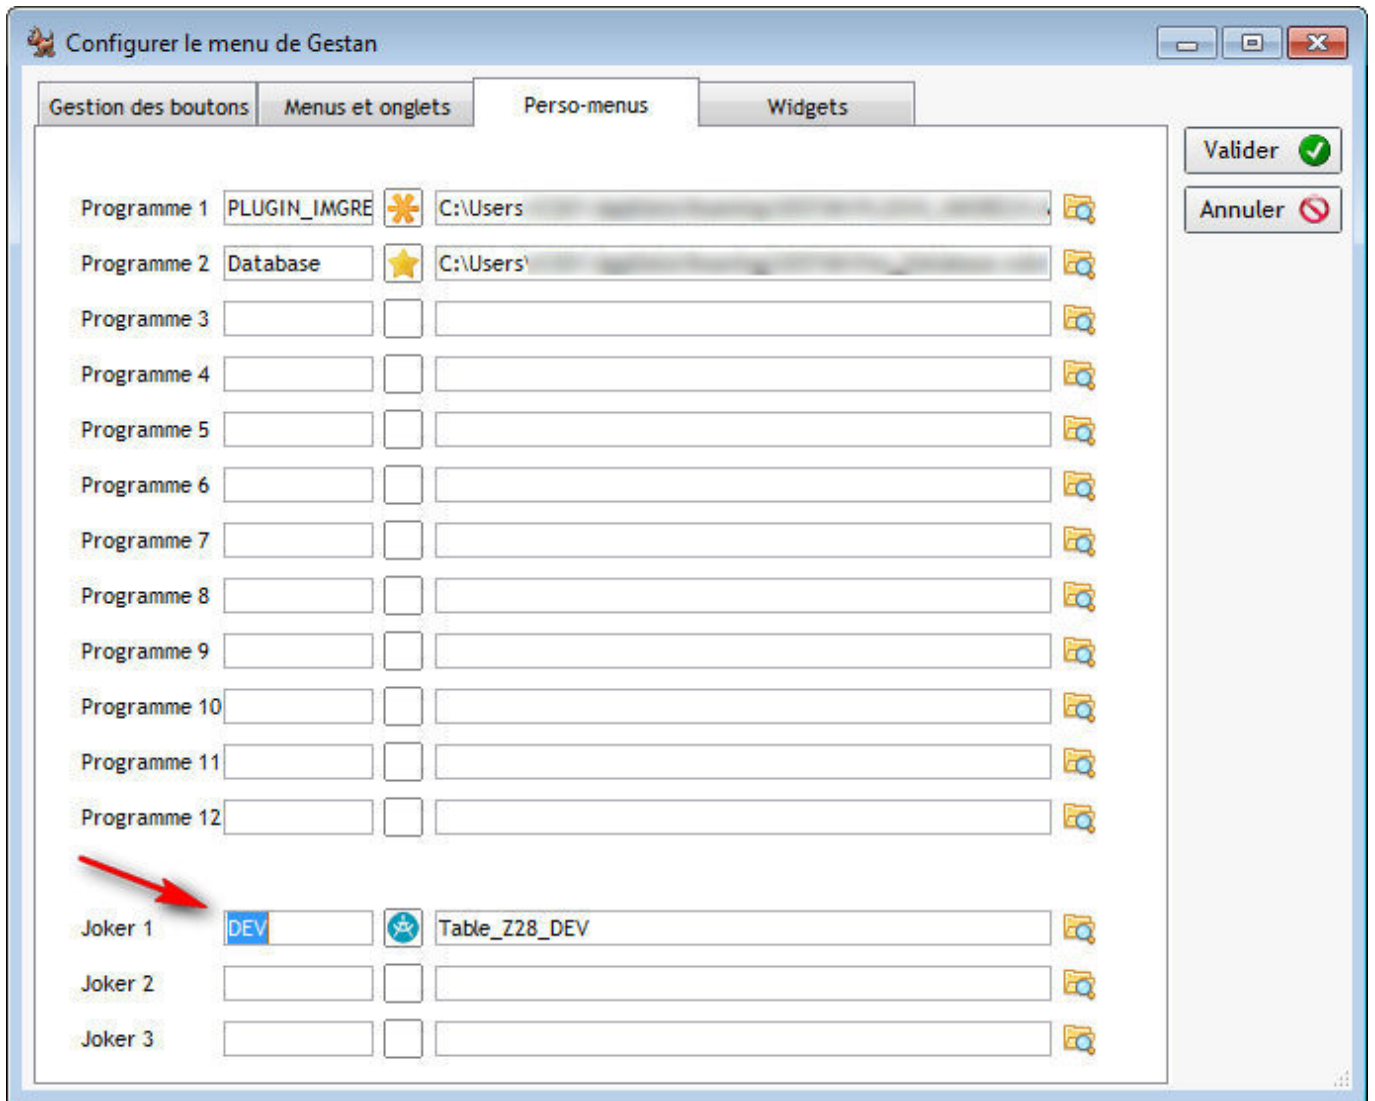 Configurer le menu de Gestan
Gestion des boutons Menus et onglets Perso-menus Widgets
Valider
Annuler
Programme 1 PLUGIN_IMGRE C:\Users
Programme 2 Database C:\Users\
Programme 3
Programme 4
Programme 5
Programme 6
Programme 7
Programme 8
Programme 9
Programme 10
Programme 11
Programme 12
Joker 1 DEV Table_Z28_DEV
Joker 2
Joker 3